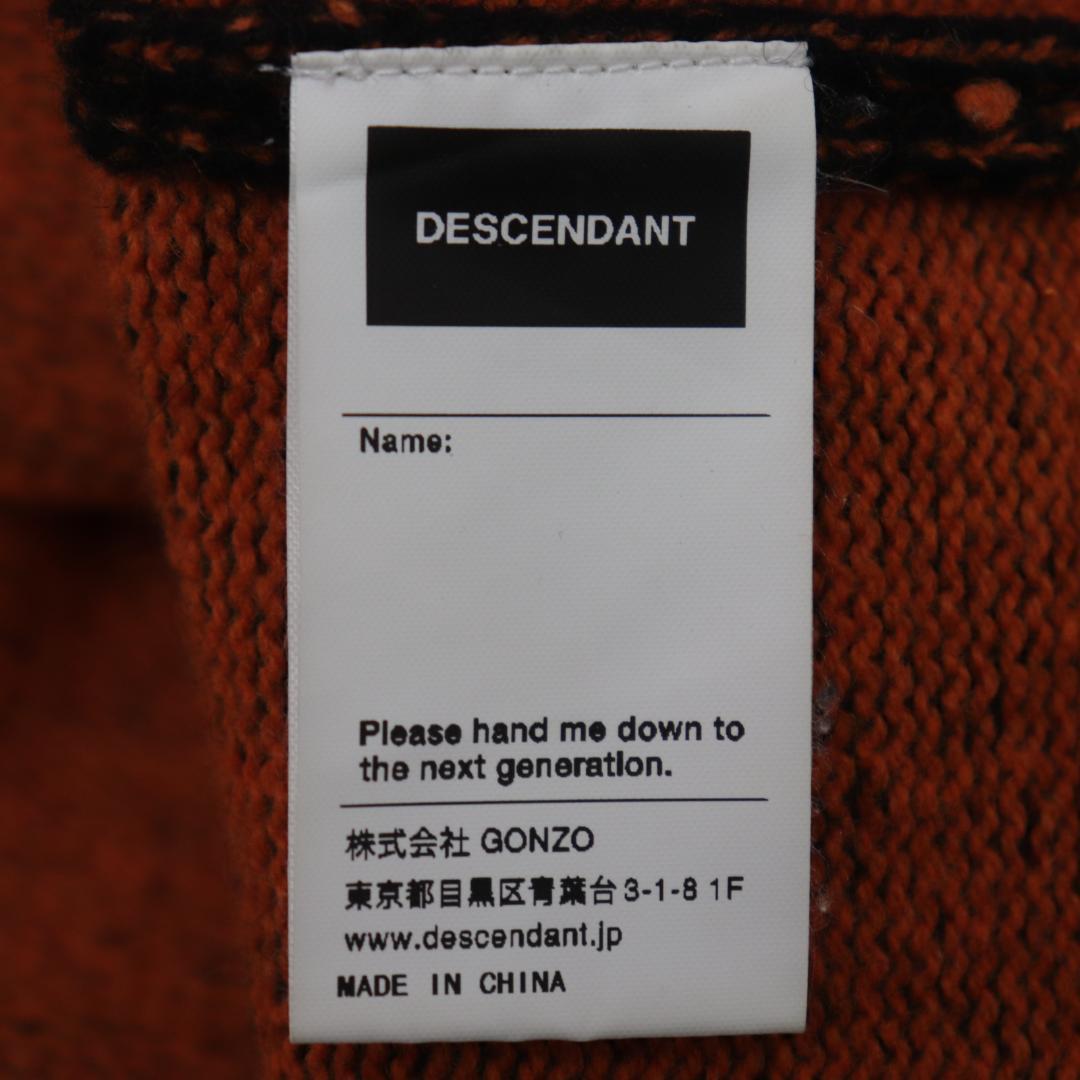 DESCENDANT
Name:
Please hand me down to
the next generation.
株式会社 GONZO
東京都目黒区青葉台3-1-8 1F
www.descendant.jp
MADE IN CHINA